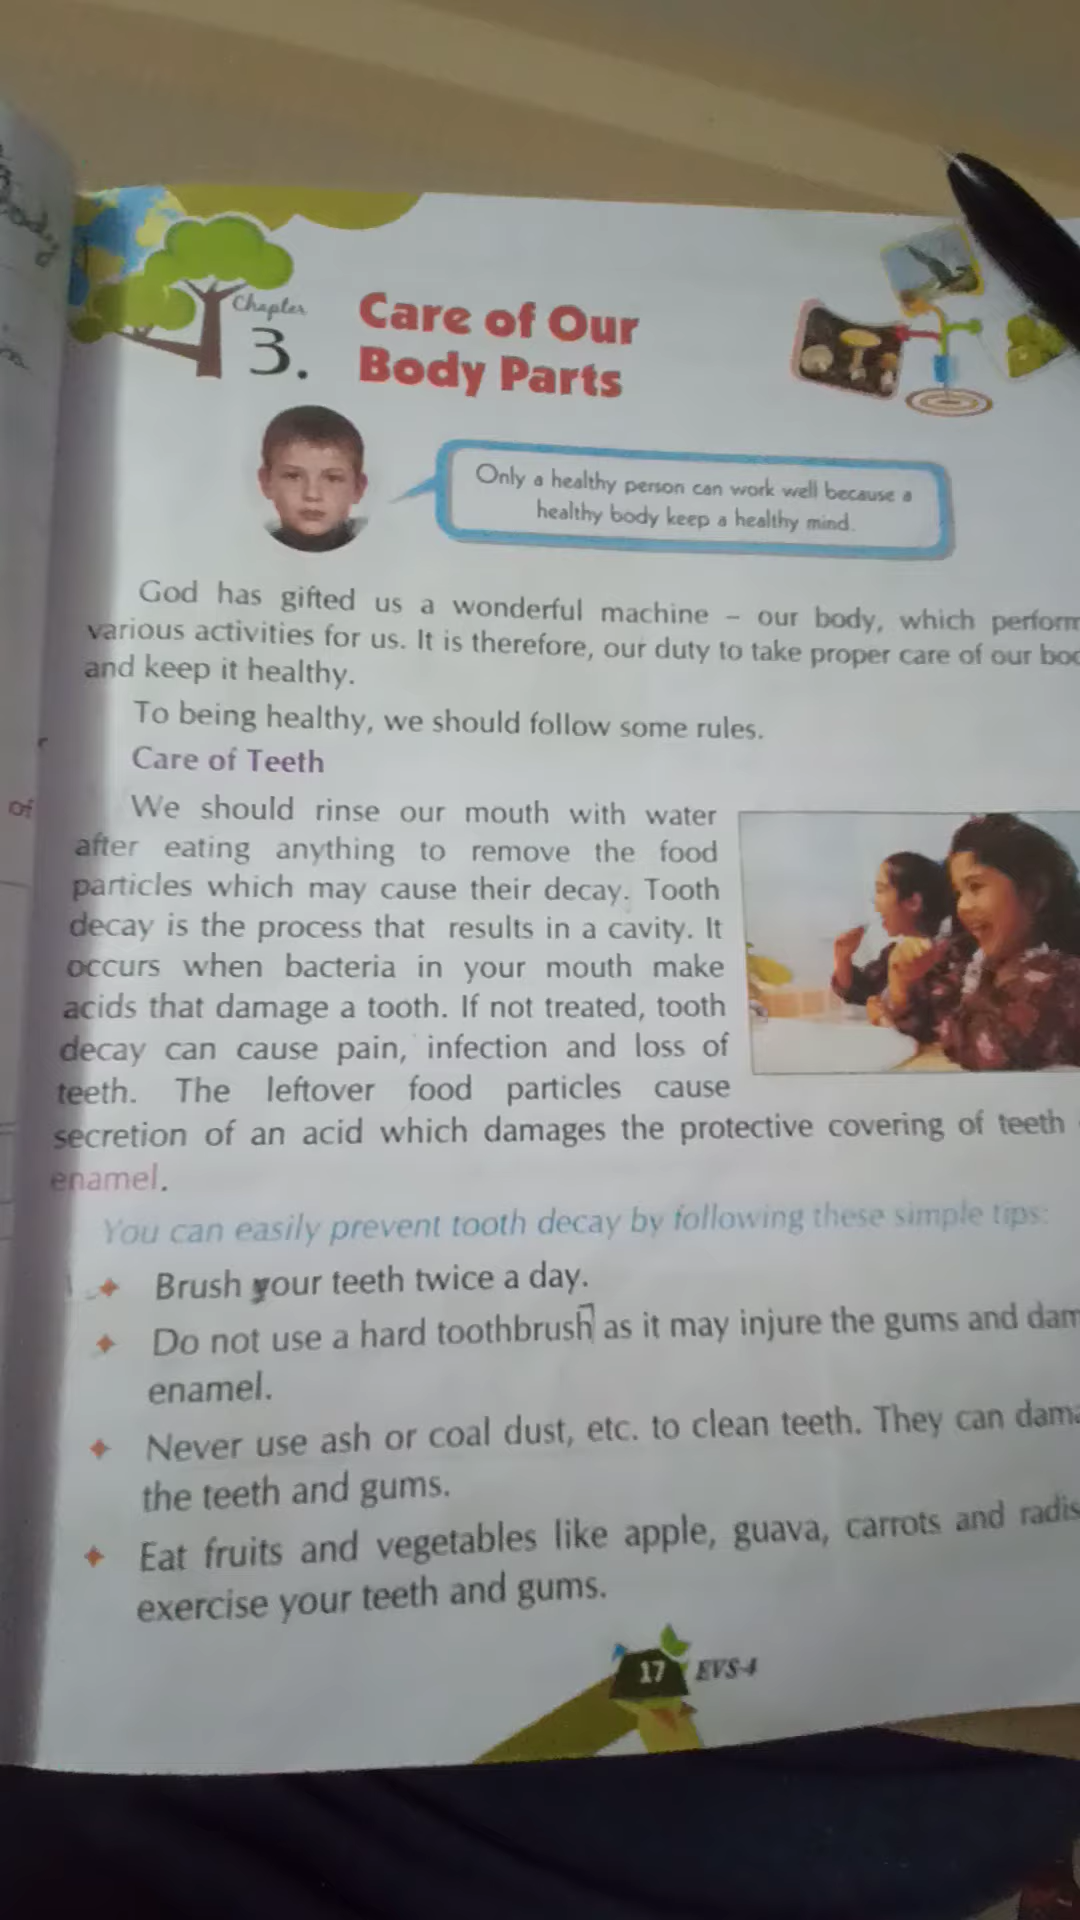 Chapter
3.
Care of Our
Body Parts
Only a healthy person can work well because a
healthy body keep a healthy mind.
God has gifted us a wonderful machine – our body, which
various activities for us. It is therefore, our duty to take proper care of our
and keep it healthy.
To being healthy, we should follow some rules.
Care of Teeth
of
We should rinse our mouth with water
after eating anything to remove the food
particles which may cause their decay. Tooth
decay is the process that results in a cavity. It
occurs when bacteria in your mouth make
acids that damage a tooth. If not treated, tooth
decay can cause pain, infection and loss of
teeth. The leftover food particles cause
secretion of an acid which damages the protective covering of teeth
enamel.
You can easily prevent tooth decay by following these simple tips:
Brush your teeth twice a day.
Do not use a hard toothbrush as it may injure the gums and
enamel.
Never use ash or coal dust, etc. to clean teeth. They can
the teeth and gums.
Eat fruits and vegetables like apple, guava, carrots and
exercise your teeth and gums.
17 EVS-4